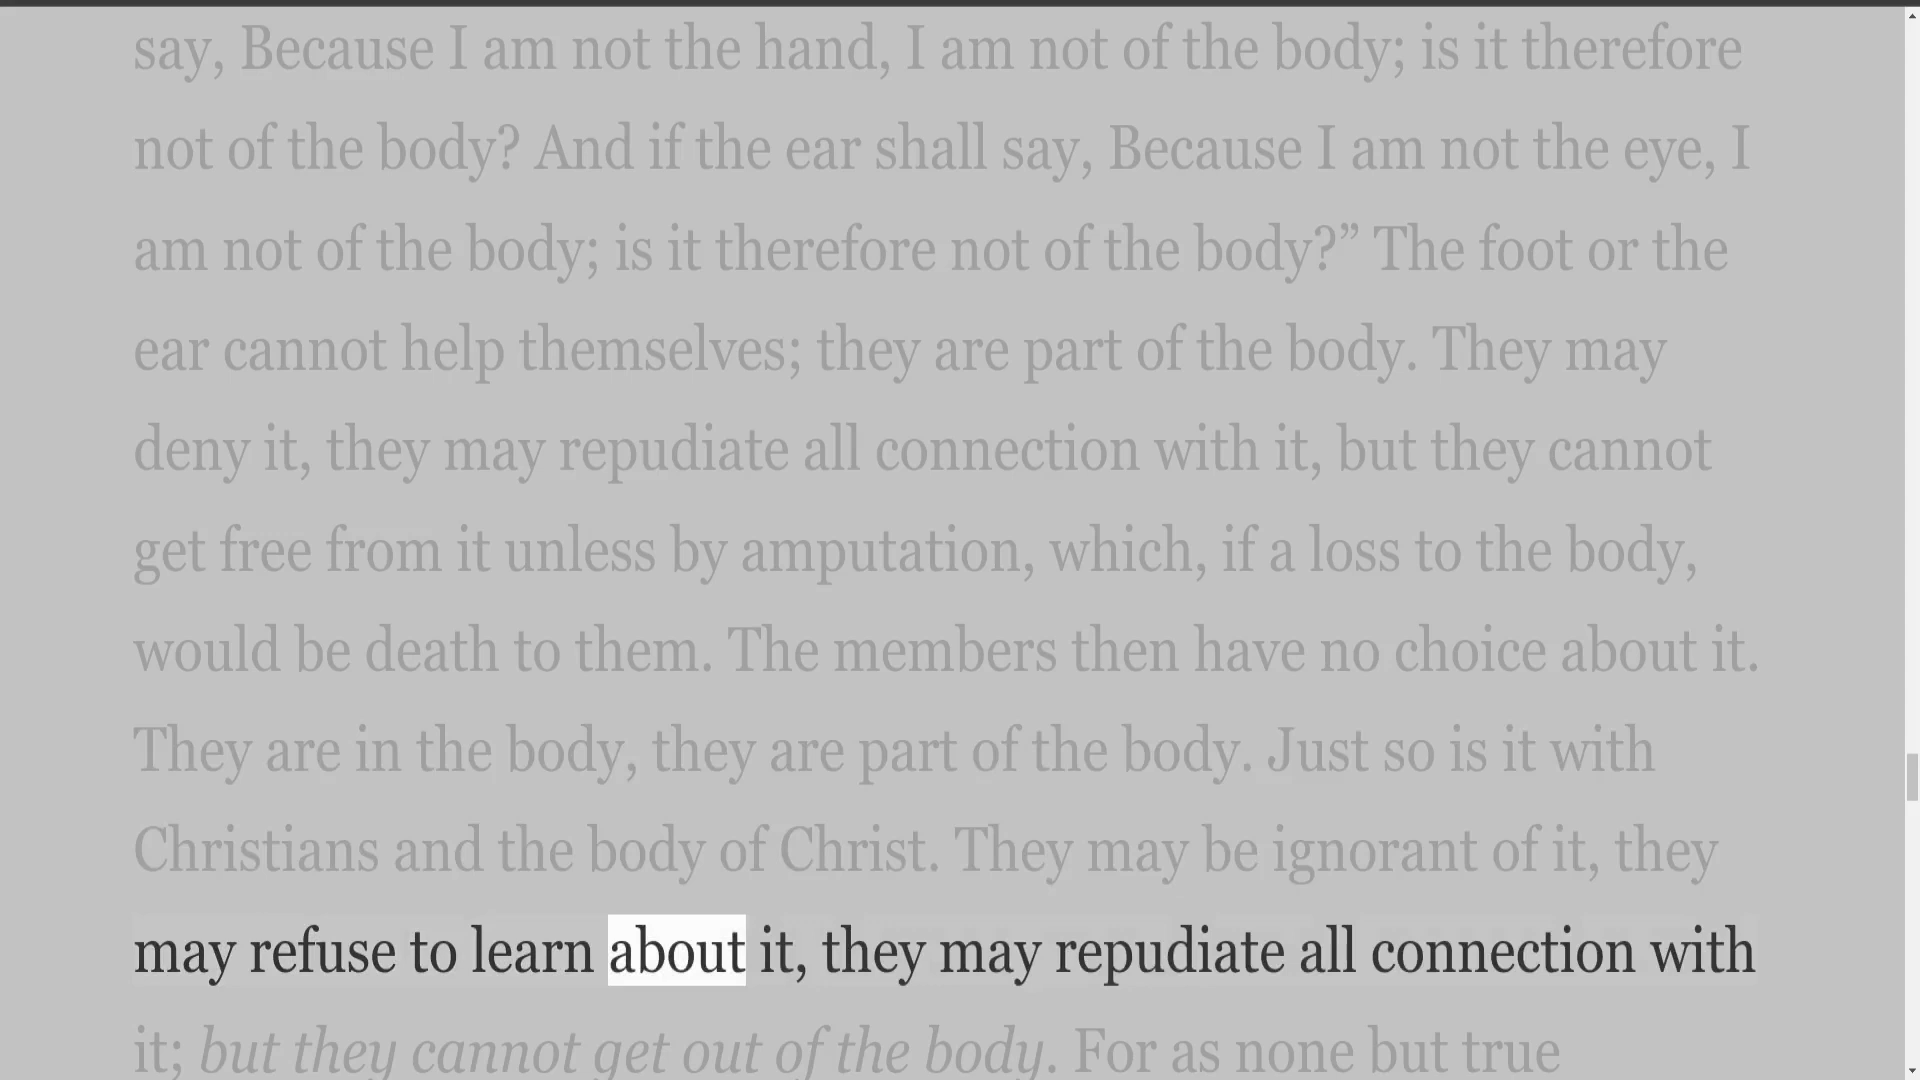 say, Because I am not the hand, I am not of the body; is it therefore
not of the body? And if the ear shall say, Because I am not the eye, I
am not of the body; is it therefore not of the body?” The foot or the
ear cannot help themselves; they are part of the body. They may
deny it, they may repudiate all connection with it, but they cannot
get free from it unless by amputation, which, if a loss to the body,
would be death to them. The members then have no choice about it.
They are in the body, they are part of the body. Just so is it with
Christians and the body of Christ. They may be ignorant of it, they
may refuse to learn about it, they may repudiate all connection with
it; but they cannot get out of the body. For as none but true